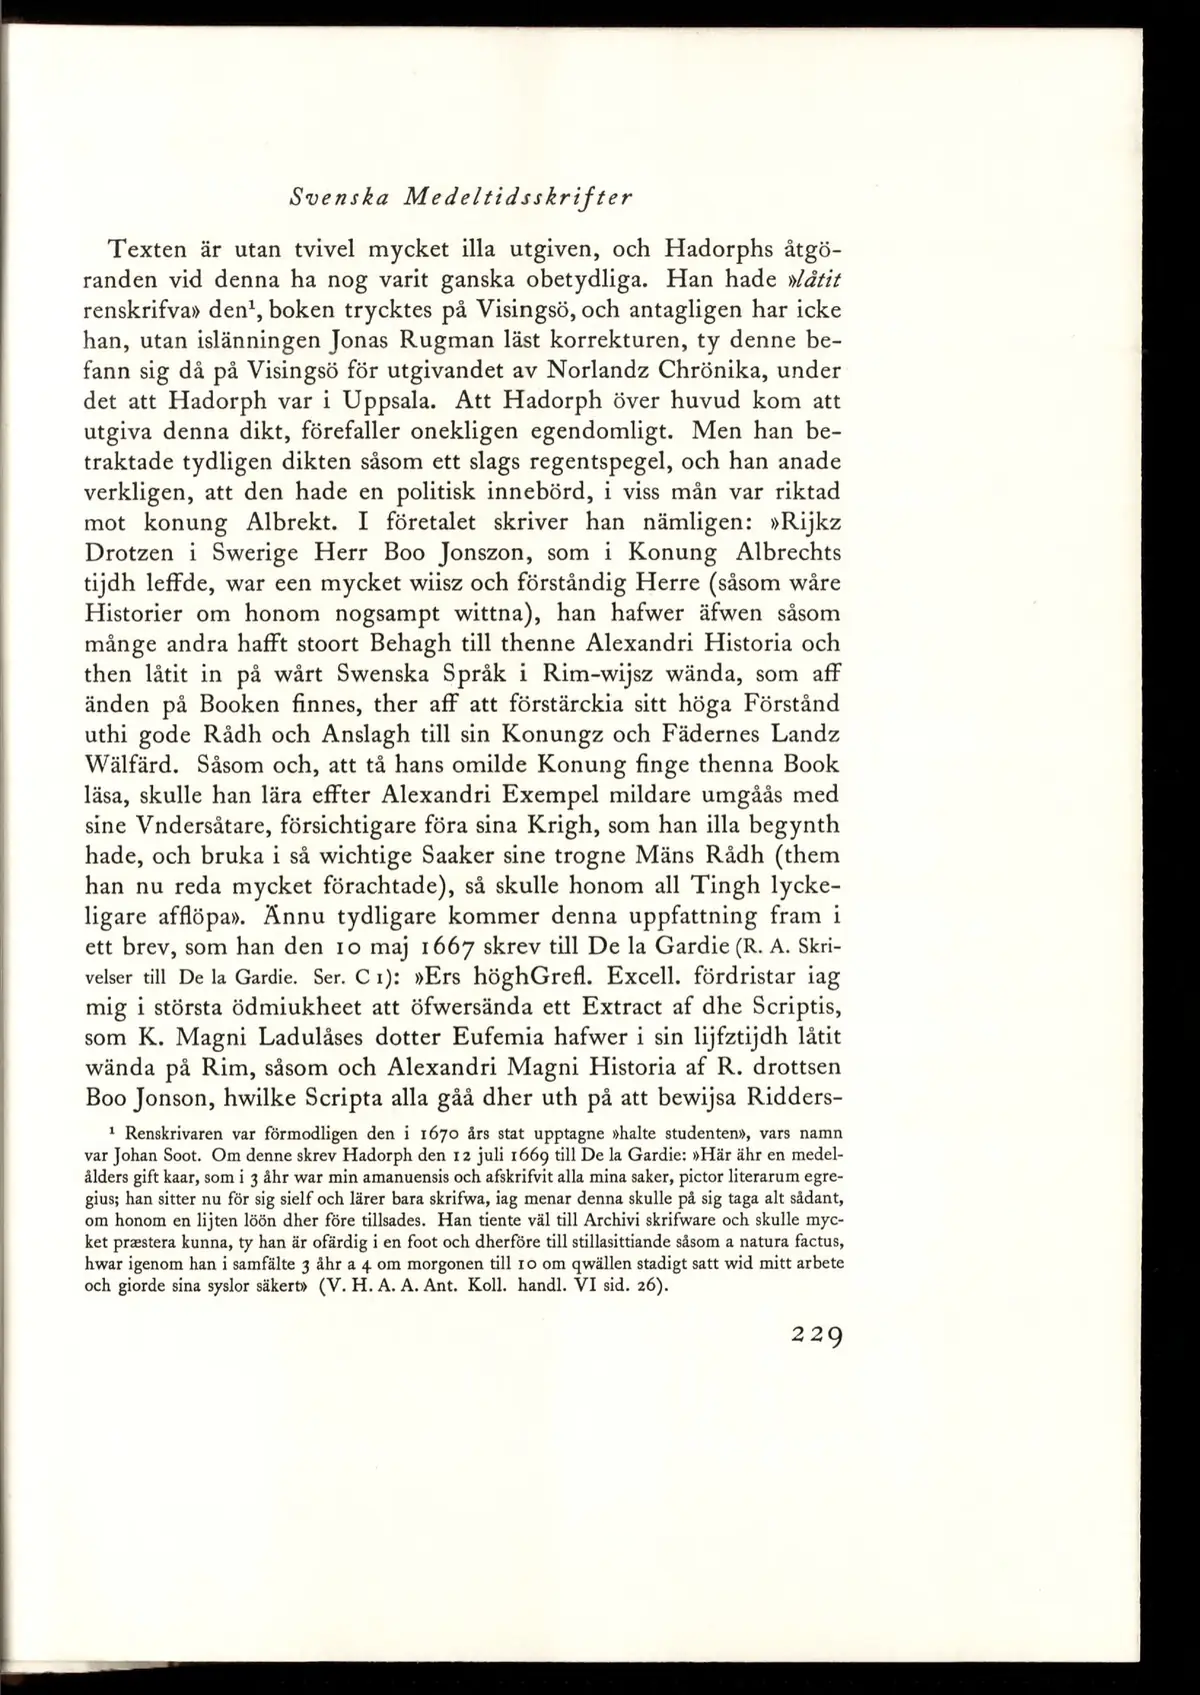 Svenska Medeltidsskrifter
Texten är utan tvivel mycket illa utgiven, och Hadorphs åtgö-
randen vid denna ha nog varit ganska obetydliga. Han hade »låtit
renskrifva» den¹, boken trycktes på Visingsö, och antagligen har icke
han, utan islänningen Jonas Rugman läst korrekturen, ty denne be-
fann sig då på Visingsö för utgivandet av Norlandz Chrönika, under
det att Hadorph var i Uppsala. Att Hadorph över huvud kom att
utgiva denna dikt, förefaller onekligen egendomligt. Men han be-
traktade tydligen dikten såsom ett slags regentspegel, och han anade
verkligen, att den hade en politisk innebörd, i viss mån var riktad
mot konung Albrekt. I företalet skriver han nämligen: »Rijkz
Drotzen i Swerige Herr Boo Jonszon, som i Konung Albrechts
tijdh leffde, war een mycket wiisz och förståndig Herre (såsom wåre
Historier om honom nogsampt wittna), han hafwer äfwen såsom
månge andra hafft stoort Behagh till thenne Alexandri Historia och
then låtit in på wårt Swenska Språk i Rim-wijsz wända, som aff
änden på Booken finnes, ther aff att förstärckia sitt höga Förstånd
uthi gode Rådh och Anslagh till sin Konungz och Fädernes Landz
Wälfärd. Såsom och, att tå hans omilde Konung finge thenna Book
läsa, skulle han lära effter Alexandri Exempel mildare umgåås med
sine Vndersåtare, försichtigare föra sina Krigh, som han illa begynth
hade, och bruka i så wichtige Saaker sine trogne Mäns Rådh (them
han nu reda mycket förachtade), så skulle honom all Tingh lycke-
ligare afflöpa». Ännu tydligare kommer denna uppfattning fram i
ett brev, som han den 10 maj 1667 skrev till De la Gardie (R. A. Skri-
velser till De la Gardie. Ser. C 1): »Ers höghGrefl. Excell. fördristar iag
mig i största ödmiukheet att öfwersända ett Extract af dhe Scriptis,
som K. Magni Ladulåses dotter Eufemia hafwer i sin lijfztijdh låtit
wända på Rim, såsom och Alexandri Magni Historia af R. drottsen
Boo Jonson, hwilke Scripta alla gåå dher uth på att bewijsa Ridders-
¹ Renskrivaren var förmodligen den i 1670 års stat upptagne »halte studenten», vars namn
var Johan Soot. Om denne skrev Hadorph den 12 juli 1669 till De la Gardie: »Här ähr en medel-
ålders gift kaar, som i 3 åhr war min amanuensis och afskrifvit alla mina saker, pictor literarum egre-
gius; han sitter nu för sig sielf och lärer bara skrifwa, iag menar denna skulle på sig taga alt sådant,
om honom en lijten löön dher före tillsades. Han tiente väl till Archivi skrifware och skulle myc-
ket præstera kunna, ty han är ofärdig i en foot och dherföre till stillasittiande såsom a natura factus,
hwar igenom han i samfälte 3 åhr a 4 om morgonen till 10 om qwällen stadigt satt wid mitt arbete
och giorde sina syslor säkert» (V. H. A. A. Ant. Koll. handl. VI sid. 26).
229